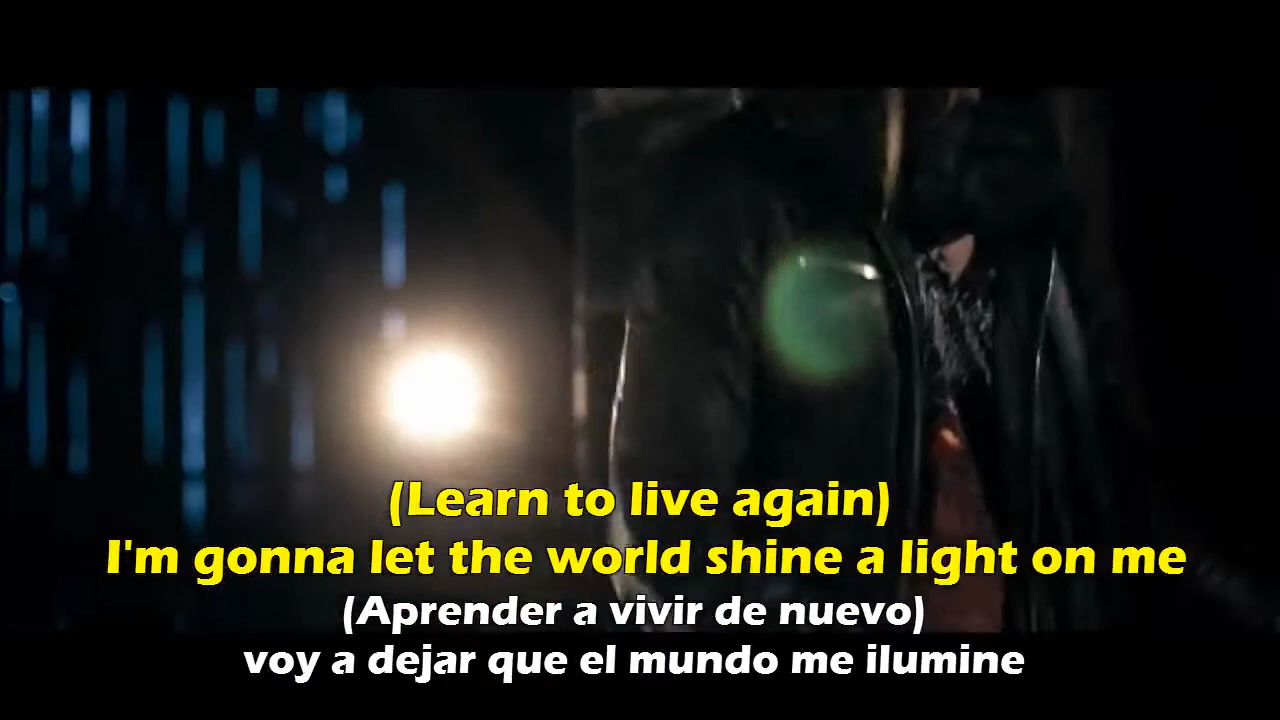 (Learn to live again)
I'm gonna let the world shine a light on me
(Aprender a vivir de nuevo)
voy a dejar que el mundo me ilumine